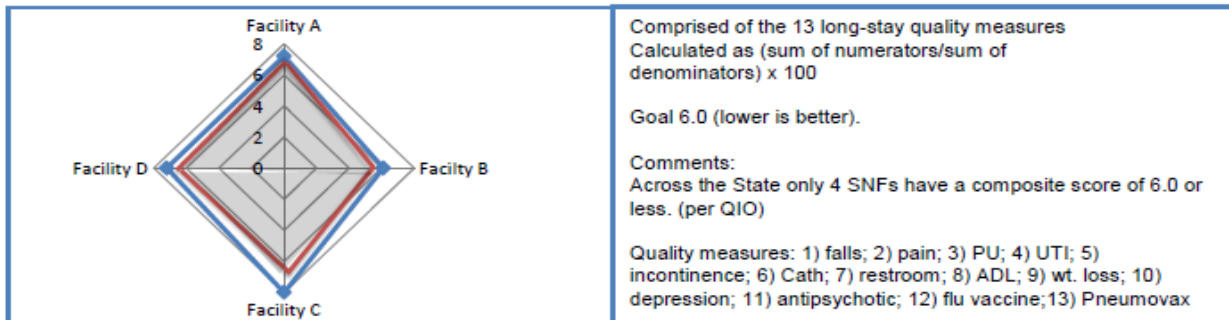 Facility A
8
6
4
2
0
Facility D
Facilty B
Facility C
Comprised of the 13 long-stay quality measures
Calculated as (sum of numerators/sum of
denominators) x 100
Goal 6.0 (lower is better).
Comments:
Across the State only 4 SNFs have a composite score of 6.0 or
less. (per QIO)
Quality measures: 1) falls; 2) pain; 3) PU; 4) UTI; 5)
incontinence; 6) Cath; 7) restroom; 8) ADL; 9) wt. loss; 10)
depression; 11) antipsychotic; 12) flu vaccine;13) Pneumovax